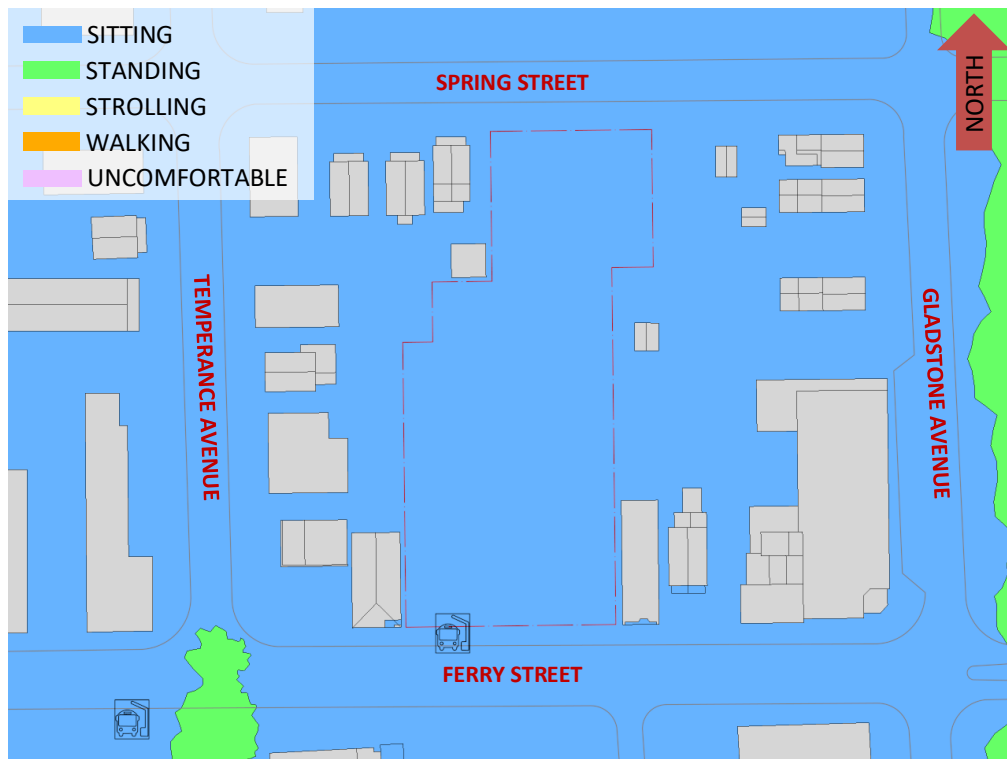 SITTING
STANDING
STROLLING
WALKING
UNCOMFORTABLE
SPRING STREET
NORTH
TEMPERANCE AVENUE
GLADSTONE AVENUE
FERRY STREET